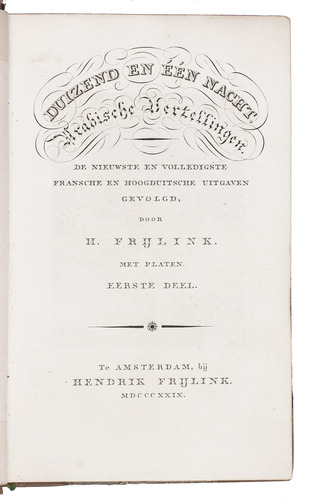 DUIZEND EN ÉÉN NACHT.
Arabische Vertellingen.
DE NIEUWSTE EN VOLLEDIGSTE
FRANSCHE EN HOOGDUITSCHE UITGAVEN
GEVOLGD,
DOOR
H. FRIJLINK.
MET PLATEN.
EERSTE DEEL.
Te AMSTERDAM, bij
HENDRIK FRIJLINK.
MDCCCXXIX.